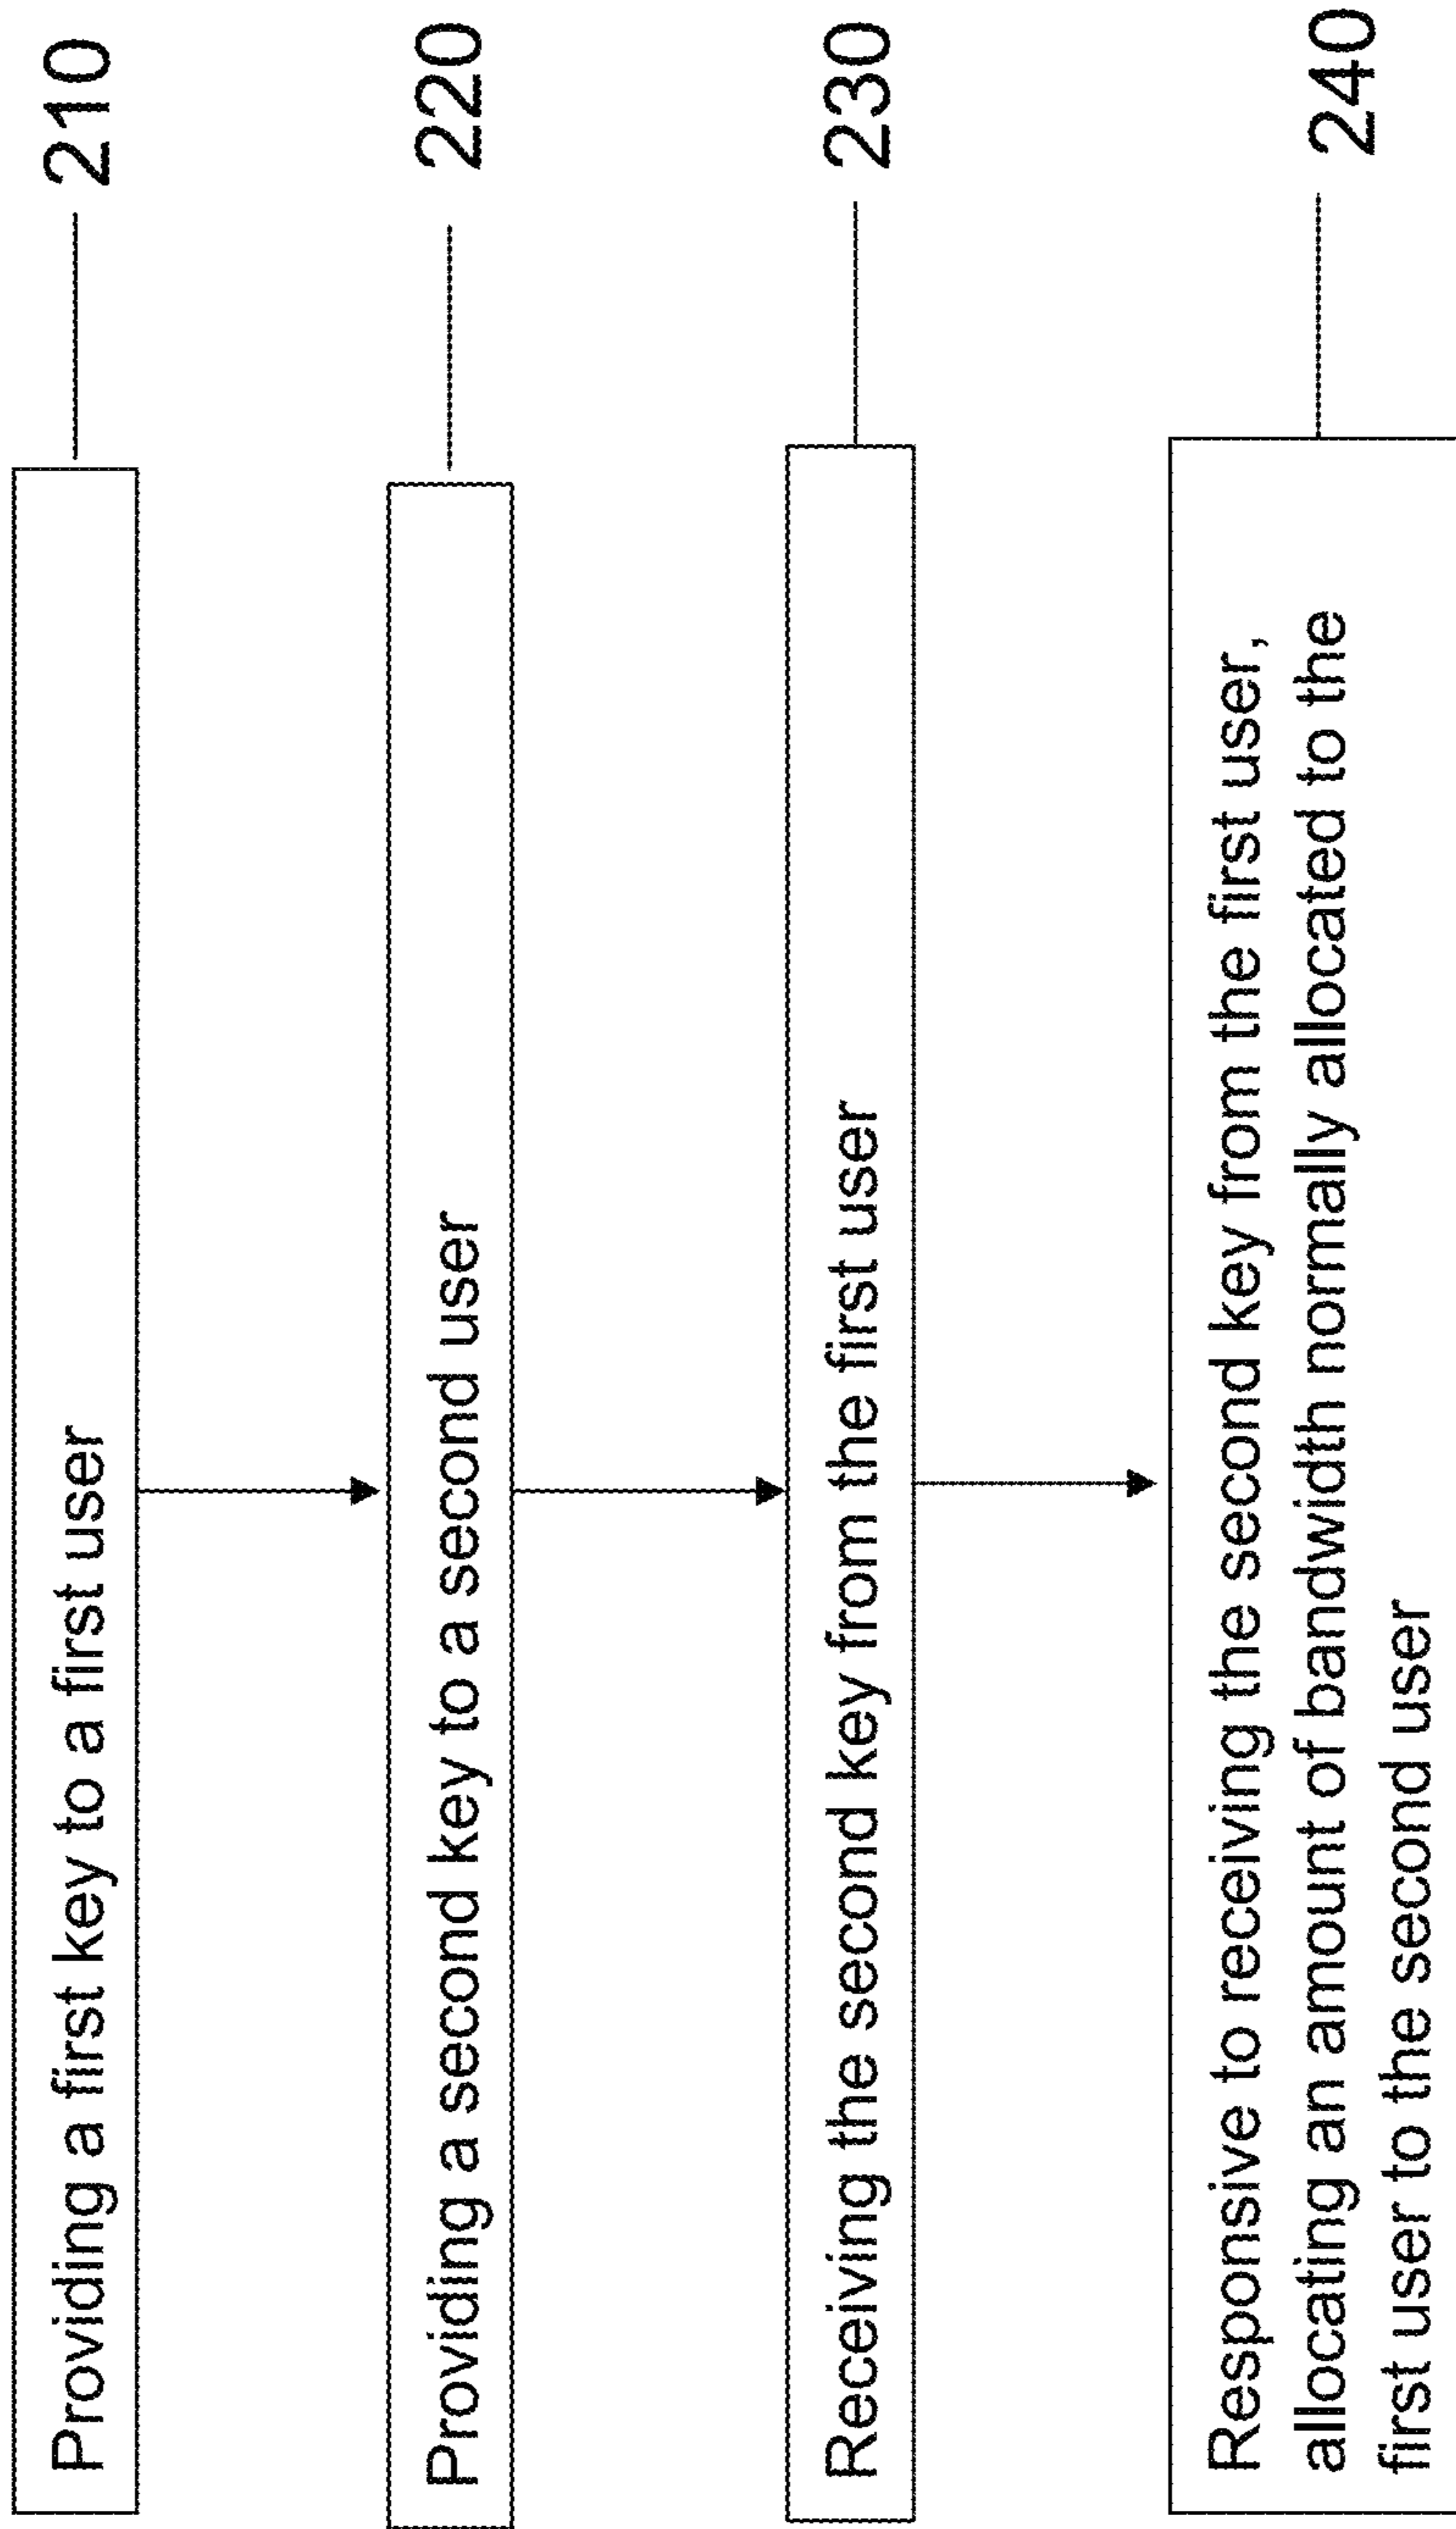 Providing a first key to a first user
210
Providing a second key to a second user
220
Receiving the second key from the first user
230
Responsive to receiving the second key from the first user,
allocating an amount of bandwidth normally allocated to the
first user to the second user
240